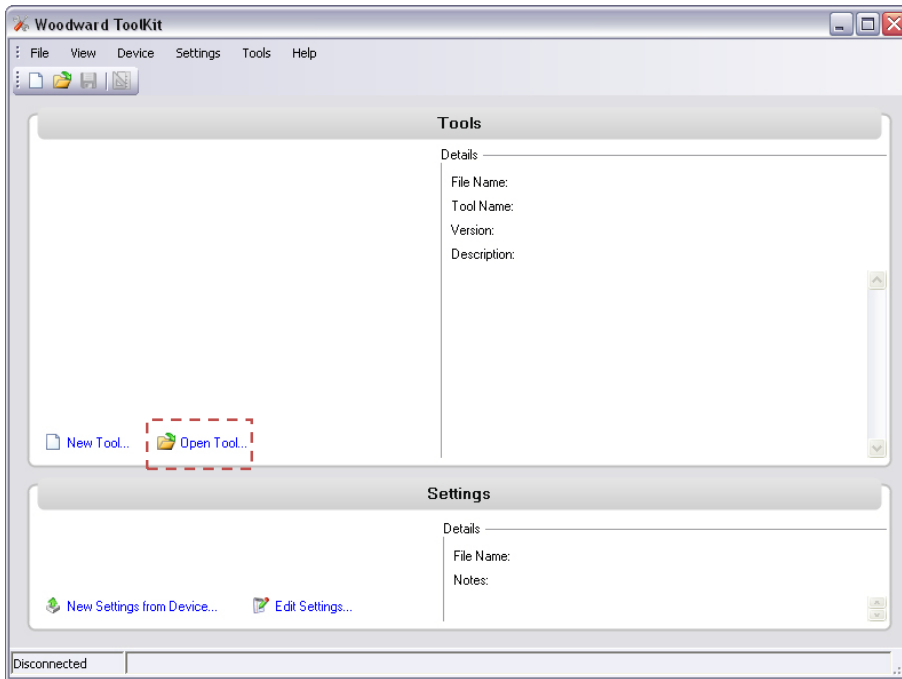 Woodward ToolKit
File View Device Settings Tools Help
Tools
Details
File Name:
Tool Name:
Version:
Description:
New Tool... Open Tool...
Settings
Details
File Name:
Notes:
New Settings from Device... Edit Settings...
Disconnected